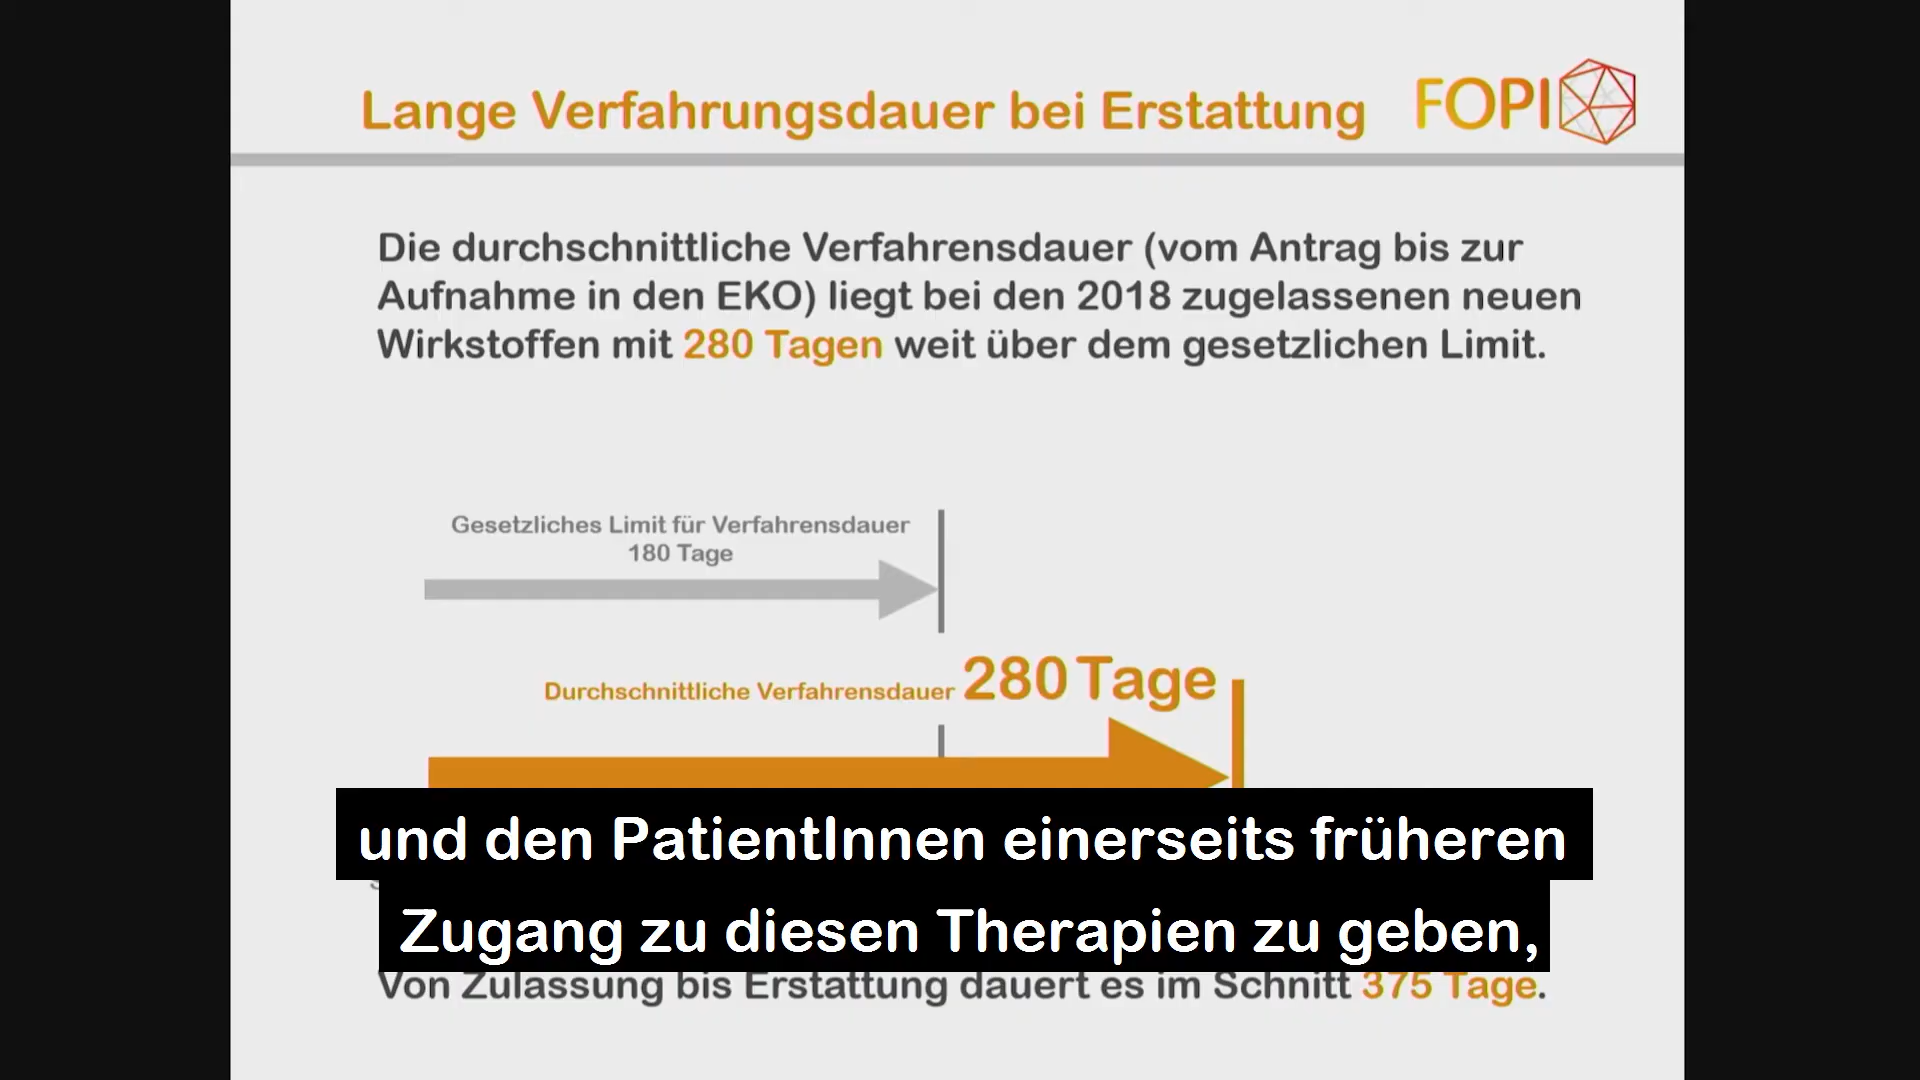 Lange Verfahrungsdauer bei Erstattung
FOPI
Die durchschnittliche Verfahrensdauer (vom Antrag bis zur
Aufnahme in den EKO) liegt bei den 2018 zugelassenen neuen
Wirkstoffen mit 280 Tagen weit über dem gesetzlichen Limit.
Gesetzliches Limit für Verfahrensdauer
180 Tage
Durchschnittliche Verfahrensdauer 280 Tage
und den PatientInnen einerseits früheren
Zugang zu diesen Therapien zu geben,
Von Zulassung bis Erstattung dauert es im Schnitt 375 Tage.